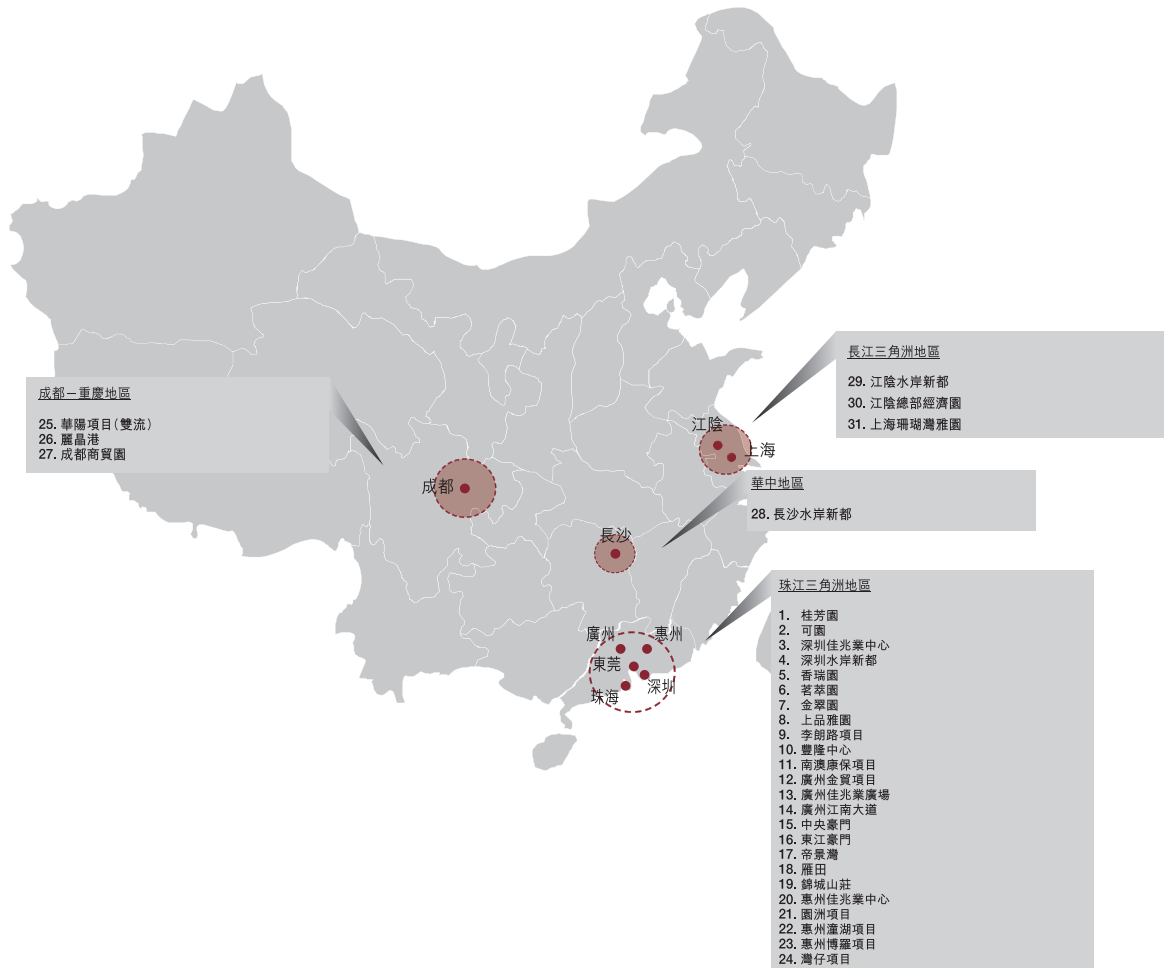 長江三角洲地區
29. 江陰水岸新都
30. 江陰總部經濟園
31. 上海珊瑚灣雅園
成都－重慶地區
25. 華陽項目(雙流)
26. 麗晶港
27. 成都商貿園
江陰
上海
成都
華中地區
28. 長沙水岸新都
長沙
珠江三角洲地區
1. 桂芳園
2. 可園
3. 深圳佳兆業中心
4. 深圳水岸新都
5. 香瑞園
6. 茗萃園
7. 金翠園
8. 上品雅園
9. 李朗路項目
10. 豐隆中心
11. 南澳康保項目
12. 廣州金貿項目
13. 廣州佳兆業廣場
14. 廣州江南大道
15. 中央豪門
16. 東江豪門
17. 帝景灣
18. 雁田
19. 錦城山莊
20. 惠州佳兆業中心
21. 園洲項目
22. 惠州潼湖項目
23. 惠州博羅項目
24. 灣仔項目
廣州
惠州
東莞
深圳
珠海